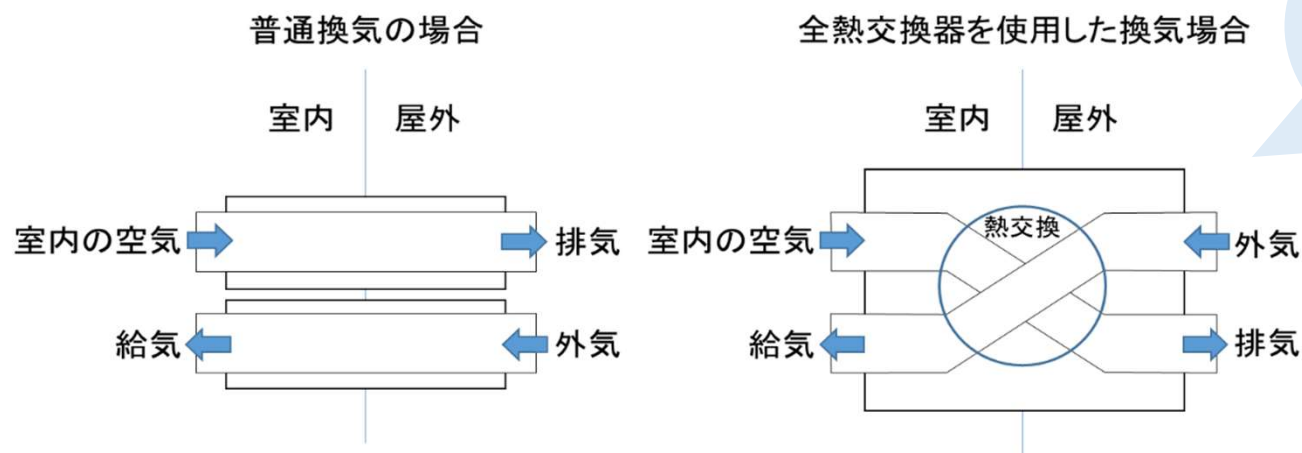 普通換気の場合
室内
屋外
室内の空気
排気
給気
外気
全熱交換器を使用した換気場合
室内
屋外
熱交換
室内の空気
外気
給気
排気